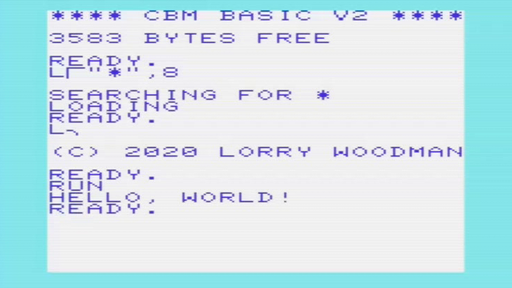 **** CBM BASIC V2 ****
3583 BYTES FREE
READY.
L┌"*",8
SEARCHING FOR *
LOADING
READY.
L╮
(C) 2020 LORRY WOODMAN
READY.
RUN
HELLO, WORLD!
READY.